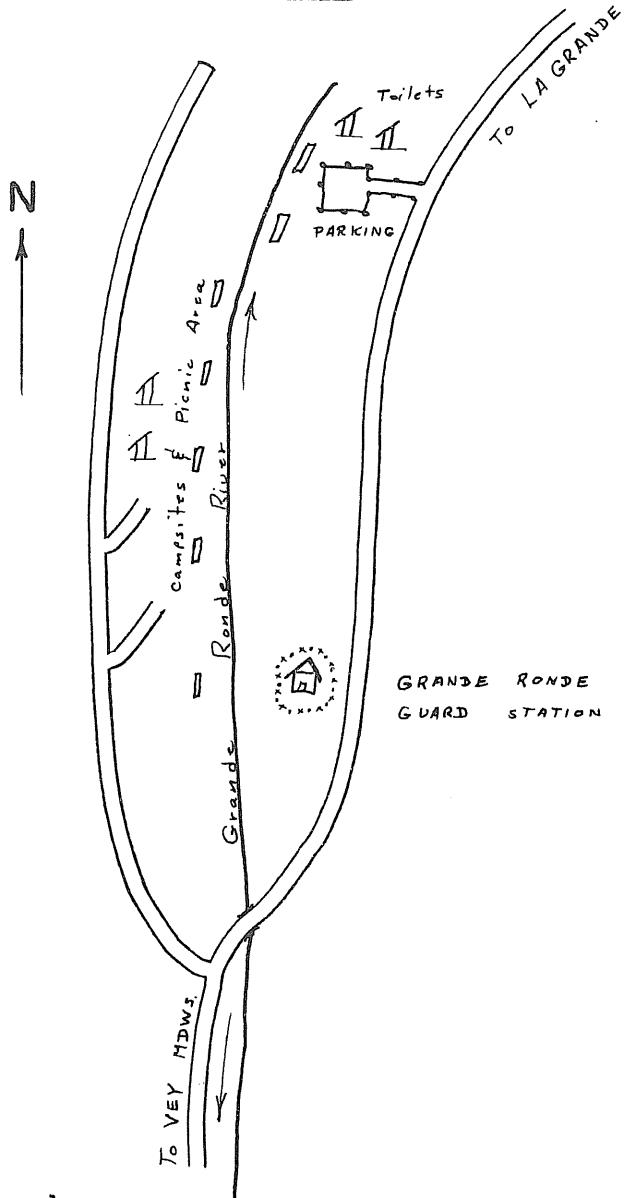 Toilets
TO LA GRANDE
N
PARKING
Campsites & Picnic Area
Grande Ronde River
GRANDE RONDE
GUARD STATION
TO VEY MDWS.